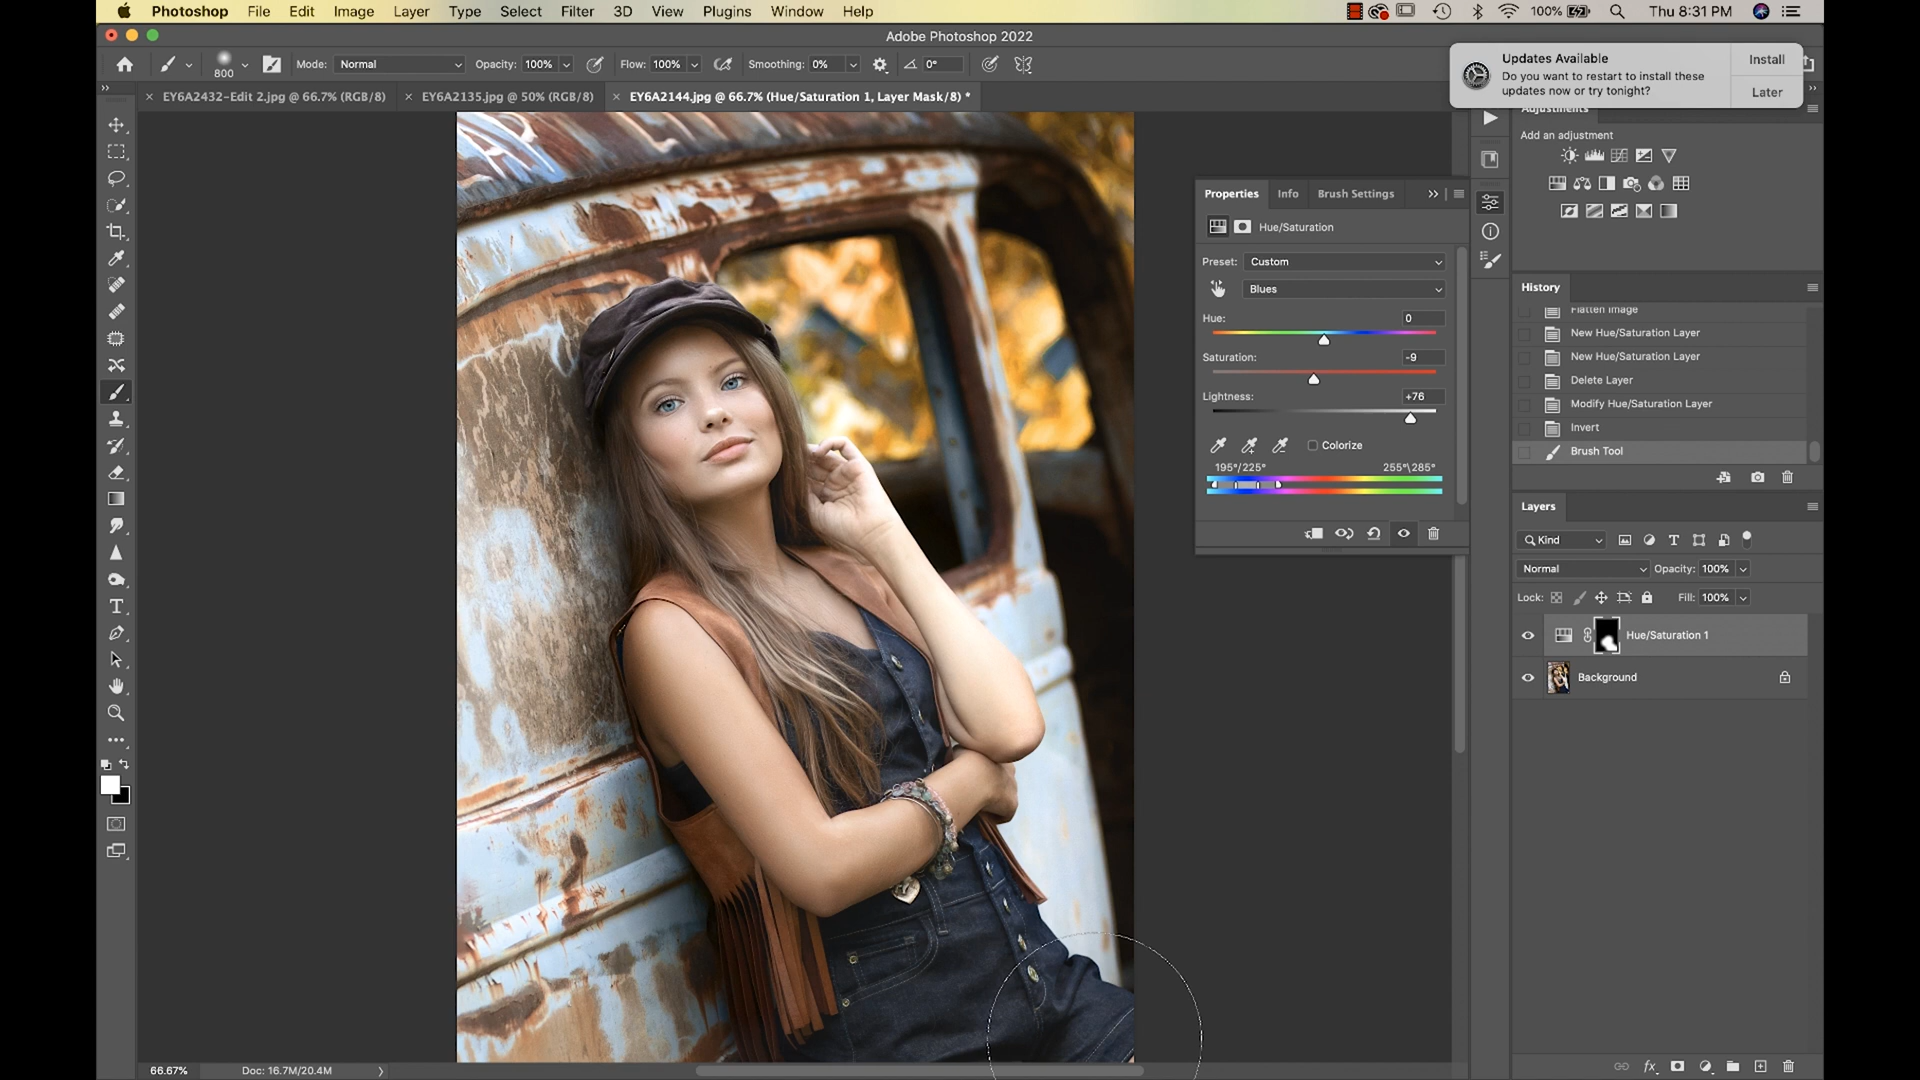 Photoshop File Edit Image Layer Type Select Filter 3D View Plugins Window Help 100% Thu 8:31 PM
Adobe Photoshop 2022
800 Mode: Normal Opacity: 100% Flow: 100% Smoothing: 0% 0°
Updates Available
Do you want to restart to install these
updates now or try tonight?
Install
Later
EY6A2432-Edit 2.jpg @ 66.7% (RGB/8) EY6A2135.jpg @ 50% (RGB/8) EY6A2144.jpg @ 66.7% (Hue/Saturation 1, Layer Mask/8) *
Adjustments
Add an adjustment
Properties Info Brush Settings
Hue/Saturation
Preset: Custom
Blues
Hue: 0
Saturation: -9
Lightness: +76
Colorize
195°/225° 255°\285°
History
Flatten Image
New Hue/Saturation Layer
New Hue/Saturation Layer
Delete Layer
Modify Hue/Saturation Layer
Invert
Brush Tool
Layers
Kind
Normal Opacity: 100%
Lock: Fill: 100%
Hue/Saturation 1
Background
66.67% Doc: 16.7M/20.4M